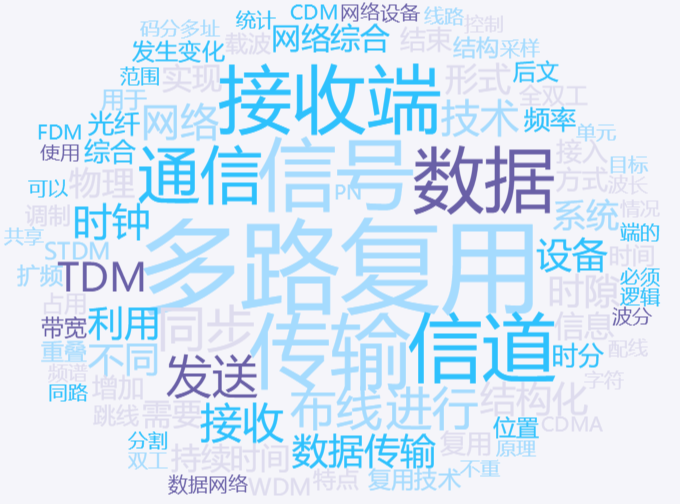 码分多址 统计 CDM 网络设备 线路 控制
发生变化 载波 网络综合 结束 结构 采样
范围 实现 接收端 形式 后文 全双工
用于 网络 技术 频率 单元
FDM 光纤 信号 数据 接入 目标
使用 综合 通信 方式 波长
可以 物理 PN 系统 情况
调制 时钟 多路复用 设备 端的
共享 STDM 时间 必须
扩频 TDM 时隙 逻辑
占用 信息 波分
带宽 利用 同步 传输 信道
重叠 不同 时分 配线
频谱 发送 结构化 字符
同路 增加 布线 进行
跳线 需要 接收 位置 CDMA
分割 数据传输 复用 原理
双工 持续时间 不重
数据网络 WDM 特点 复用技术